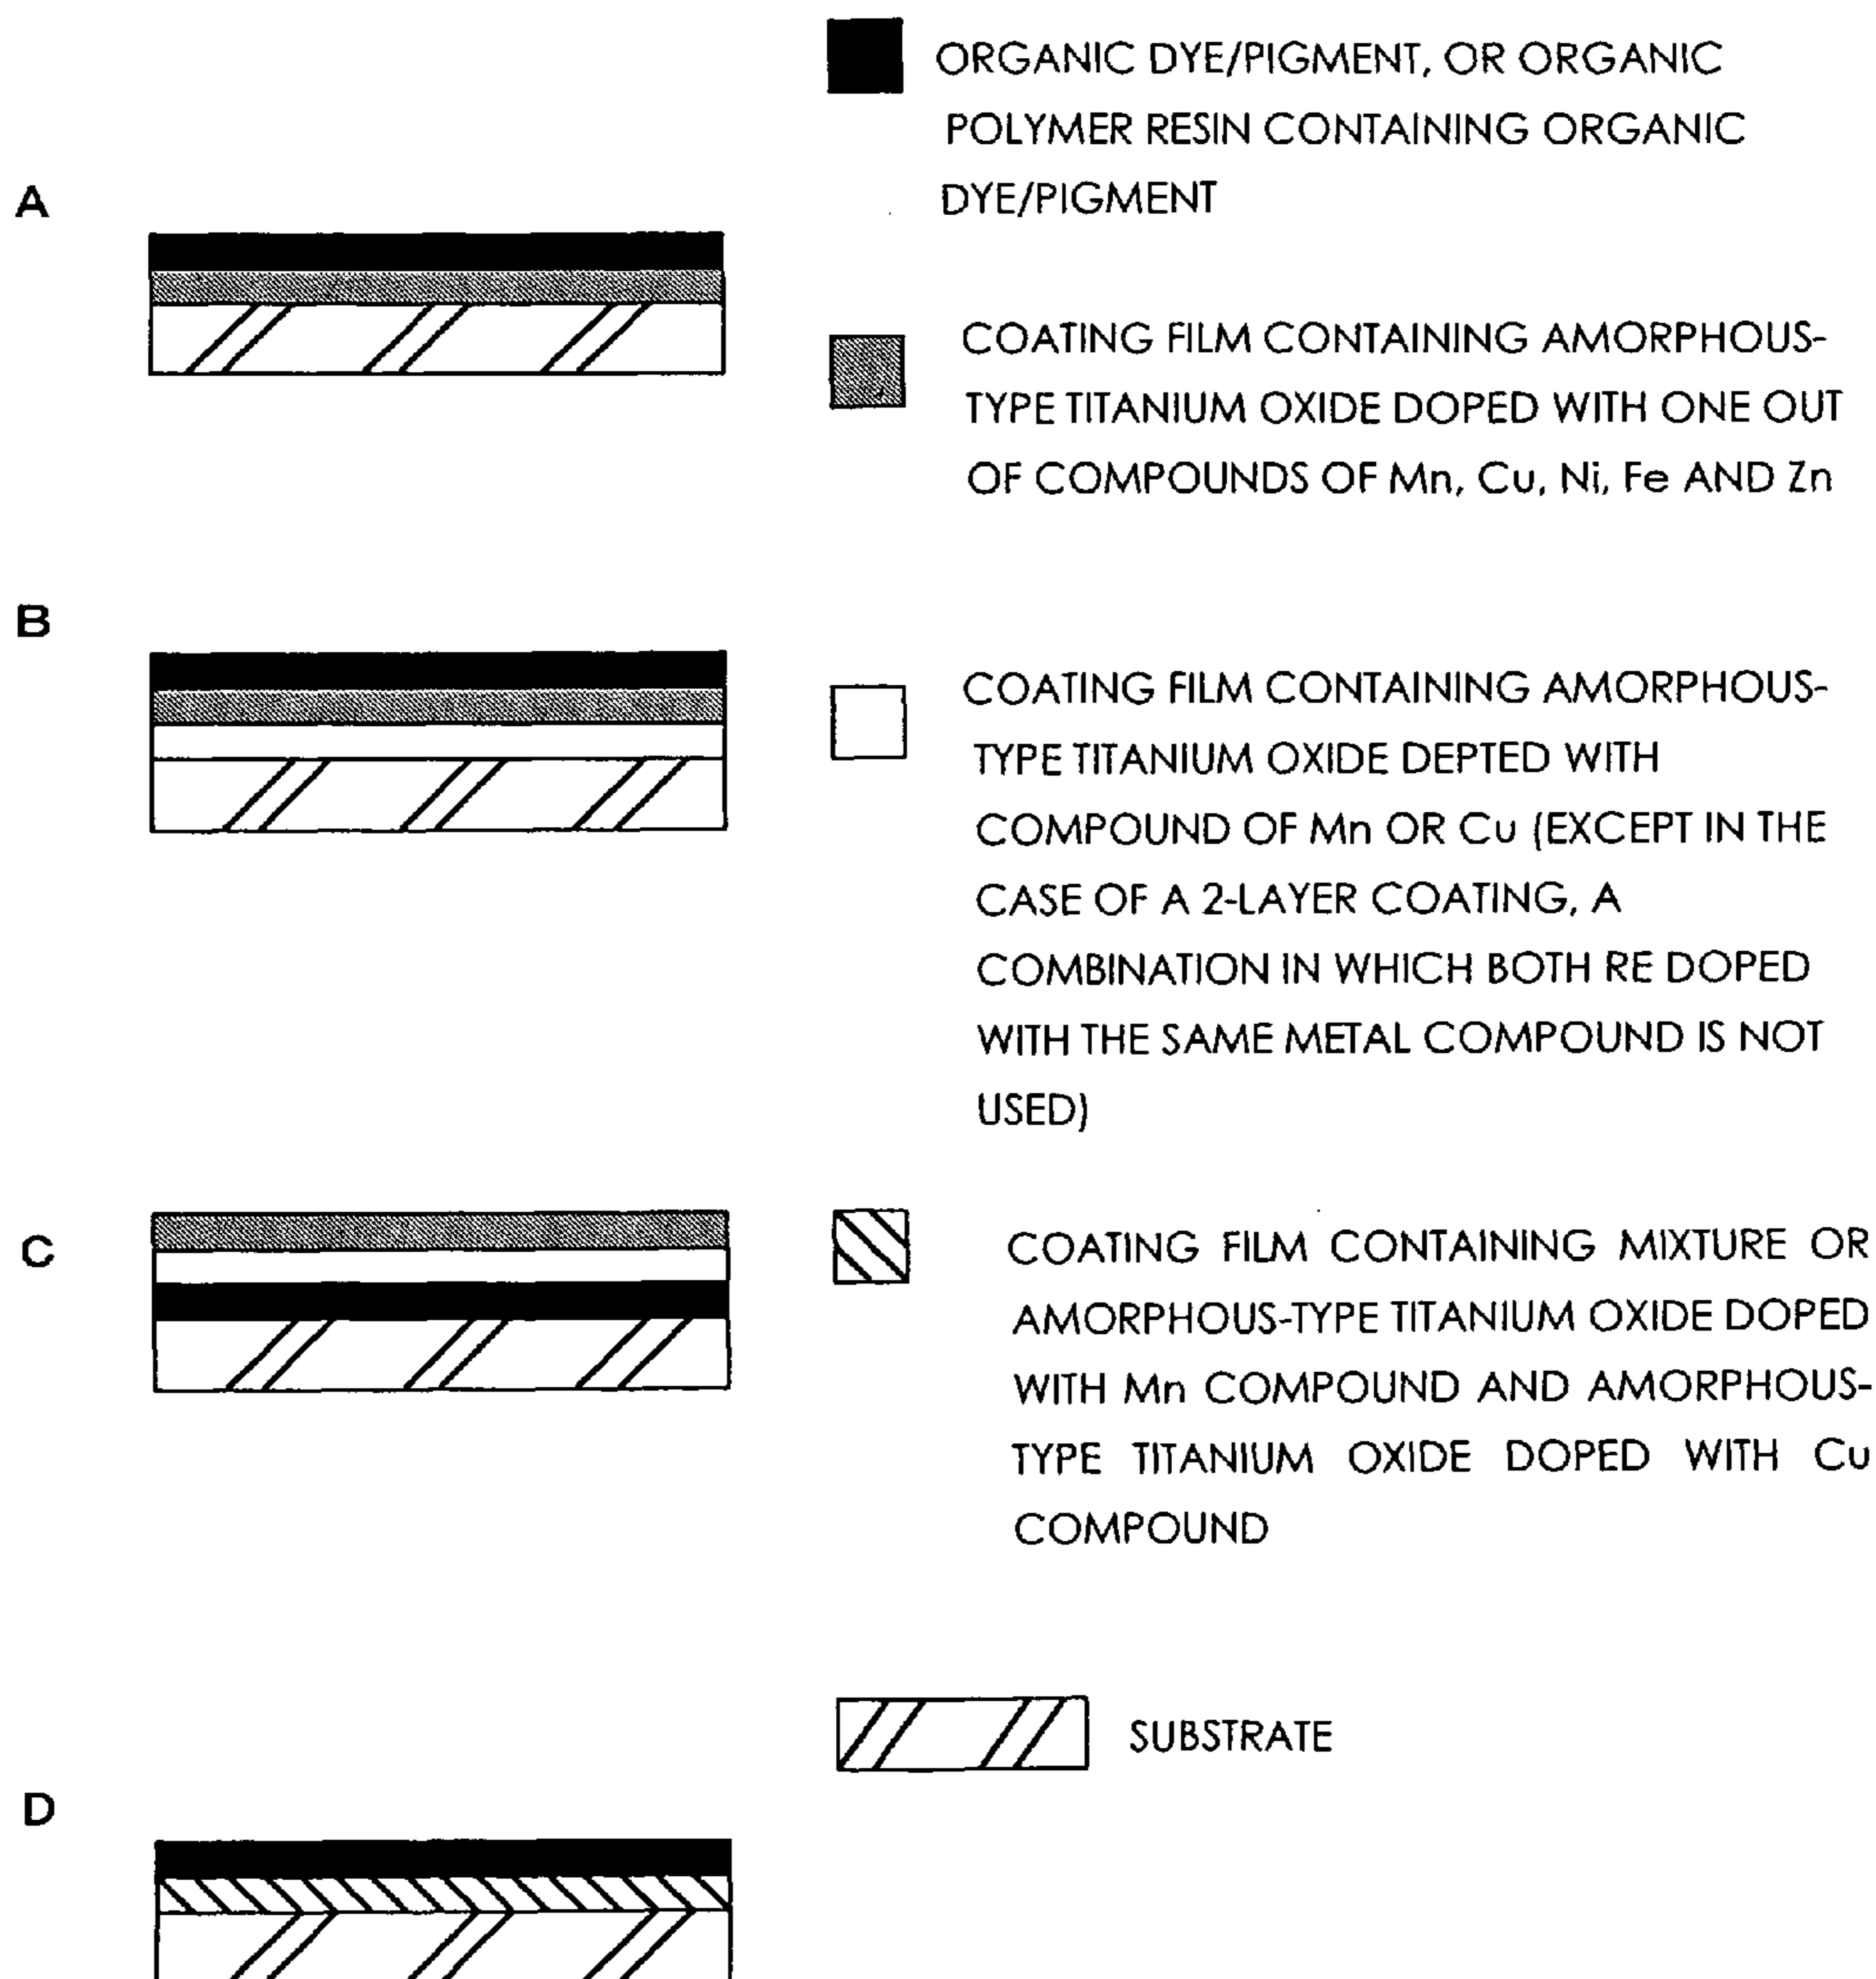 ORGANIC DYE/PIGMENT, OR ORGANIC
POLYMER RESIN CONTAINING ORGANIC
DYE/PIGMENT
A
COATING FILM CONTAINING AMORPHOUS-
TYPE TITANIUM OXIDE DOPED WITH ONE OUT
OF COMPOUNDS OF Mn, Cu, Ni, Fe AND Zn
B
COATING FILM CONTAINING AMORPHOUS-
TYPE TITANIUM OXIDE DEPTED WITH
COMPOUND OF Mn OR Cu (EXCEPT IN THE
CASE OF A 2-LAYER COATING, A
COMBINATION IN WHICH BOTH RE DOPED
WITH THE SAME METAL COMPOUND IS NOT
USED)
C
COATING FILM CONTAINING MIXTURE OR
AMORPHOUS-TYPE TITANIUM OXIDE DOPED
WITH Mn COMPOUND AND AMORPHOUS-
TYPE TITANIUM OXIDE DOPED WITH Cu
COMPOUND
SUBSTRATE
D